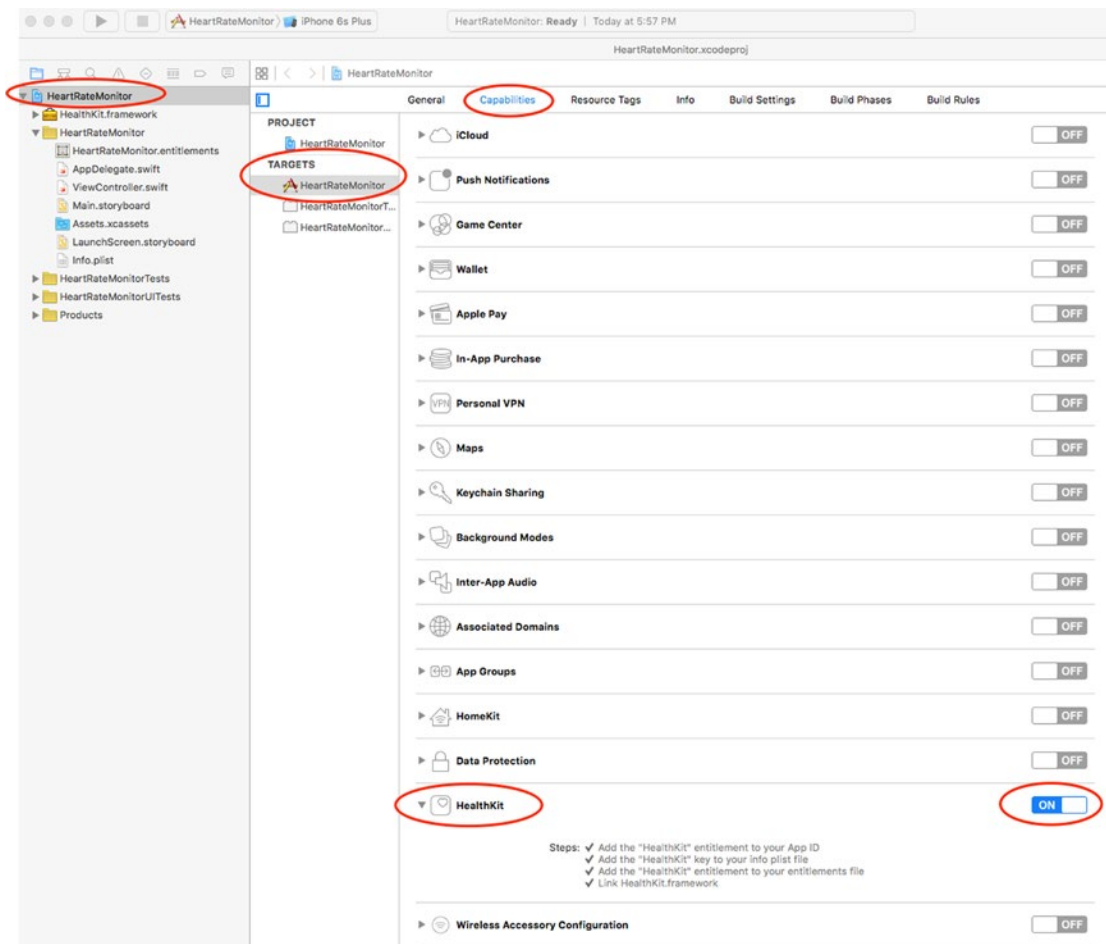 HeartRateMonitor iPhone 6s Plus HeartRateMonitor: Ready | Today at 5:57 PM
HeartRateMonitor.xcodeproj
HeartRateMonitor
HeartRateMonitor
HealthKit.framework
HeartRateMonitor
HeartRateMonitor.entitlements
AppDelegate.swift
ViewController.swift
Main.storyboard
Assets.xcassets
LaunchScreen.storyboard
Info.plist
HeartRateMonitorTests
HeartRateMonitorUITests
Products
General Capabilities Resource Tags Info Build Settings Build Phases Build Rules
PROJECT
HeartRateMonitor
TARGETS
HeartRateMonitor
HeartRateMonitorT...
HeartRateMonitor...
iCloud OFF
Push Notifications OFF
Game Center OFF
Wallet OFF
Apple Pay OFF
In-App Purchase OFF
VPN Personal VPN OFF
Maps OFF
Keychain Sharing OFF
Background Modes OFF
Inter-App Audio OFF
Associated Domains OFF
App Groups OFF
HomeKit OFF
Data Protection OFF
HealthKit ON
Steps: ✓ Add the "HealthKit" entitlement to your App ID
✓ Add the "HealthKit" key to your info plist file
✓ Add the "HealthKit" entitlement to your entitlements file
✓ Link HealthKit.framework
Wireless Accessory Configuration OFF